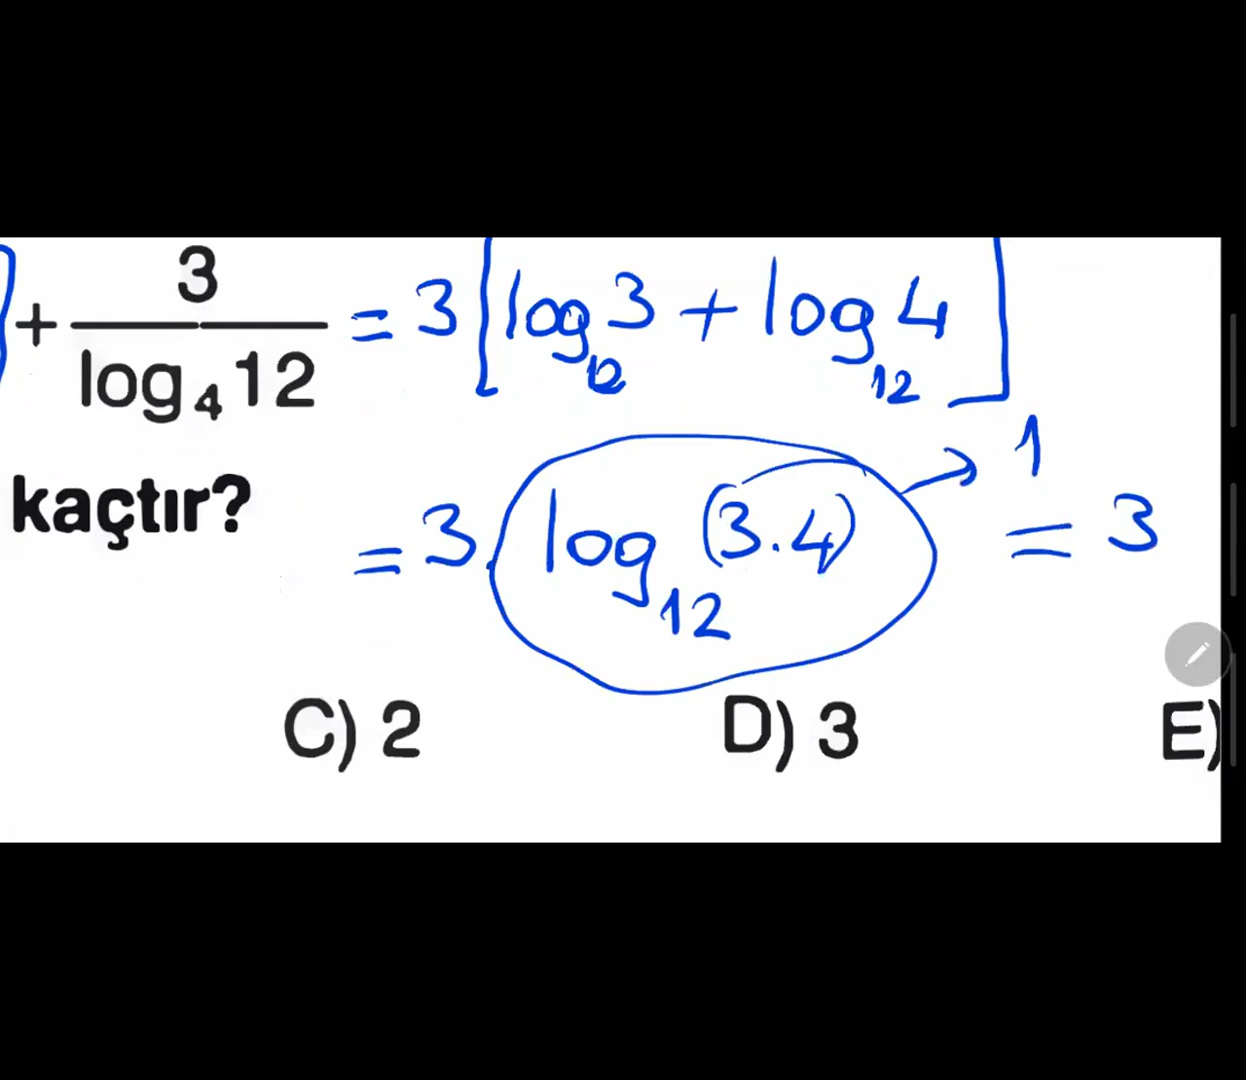 + 3/log₄12 = 3[log₁₂3 + log₁₂4]
kaçtır?
= 3.log₁₂(3.4) → 1 = 3
C) 2 D) 3 E)